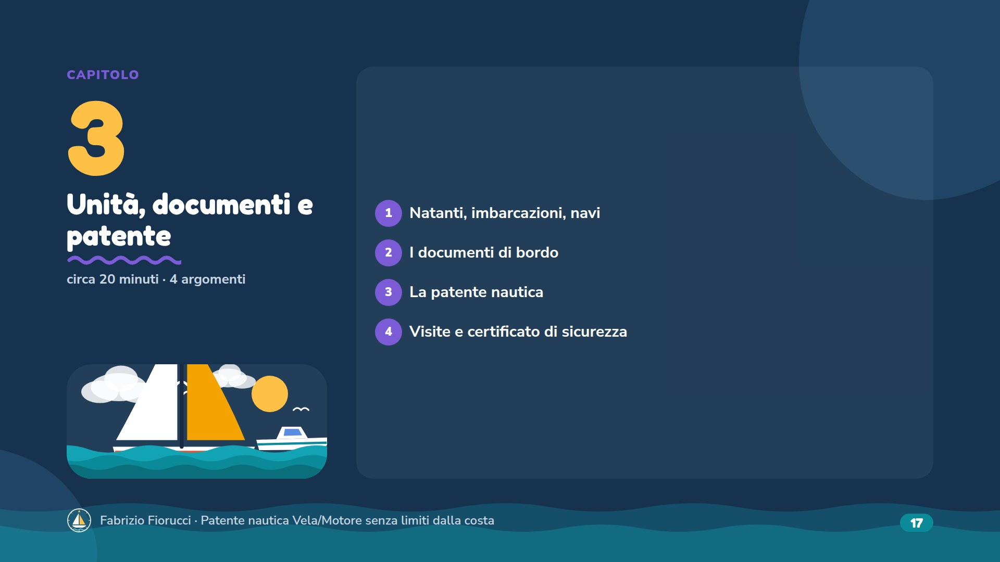 CAPITOLO
3
Unità, documenti e
patente
circa 20 minuti · 4 argomenti
1 Natanti, imbarcazioni, navi
2 I documenti di bordo
3 La patente nautica
4 Visite e certificato di sicurezza
Fabrizio Fiorucci · Patente nautica Vela/Motore senza limiti dalla costa
17